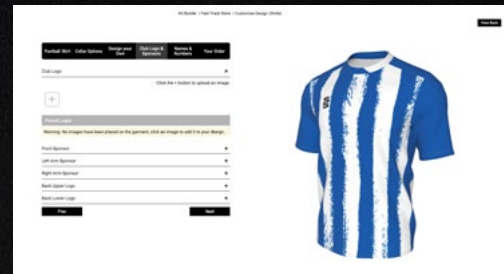 Kit Builder / Fast Track Store / Customise Design (Strike)
View Back
Football Shirt
Collar Options
Design your Own
Club Logo & Sponsors
Names & Numbers
Your Order
Club Logo +
Click the + button to upload an image.
+
Placed Logos
Warning: No images have been placed on the garment, click an image to add it to your design.
Front Sponsor +
Left Arm Sponsor +
Right Arm Sponsor +
Back Upper Logo +
Back Lower Logo +
Prev
Next